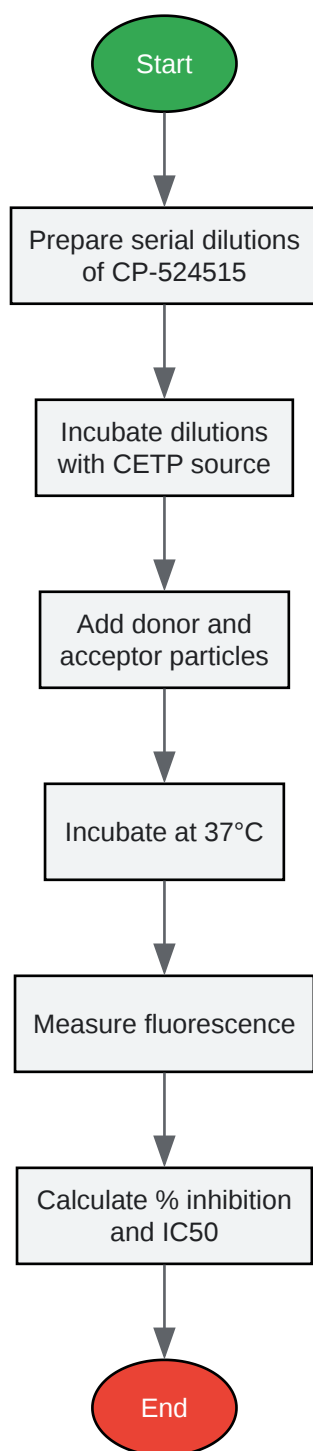 Start
Prepare serial dilutions
of CP-524515
Incubate dilutions
with CETP source
Add donor and
acceptor particles
Incubate at 37°C
Measure fluorescence
Calculate % inhibition
and IC50
End